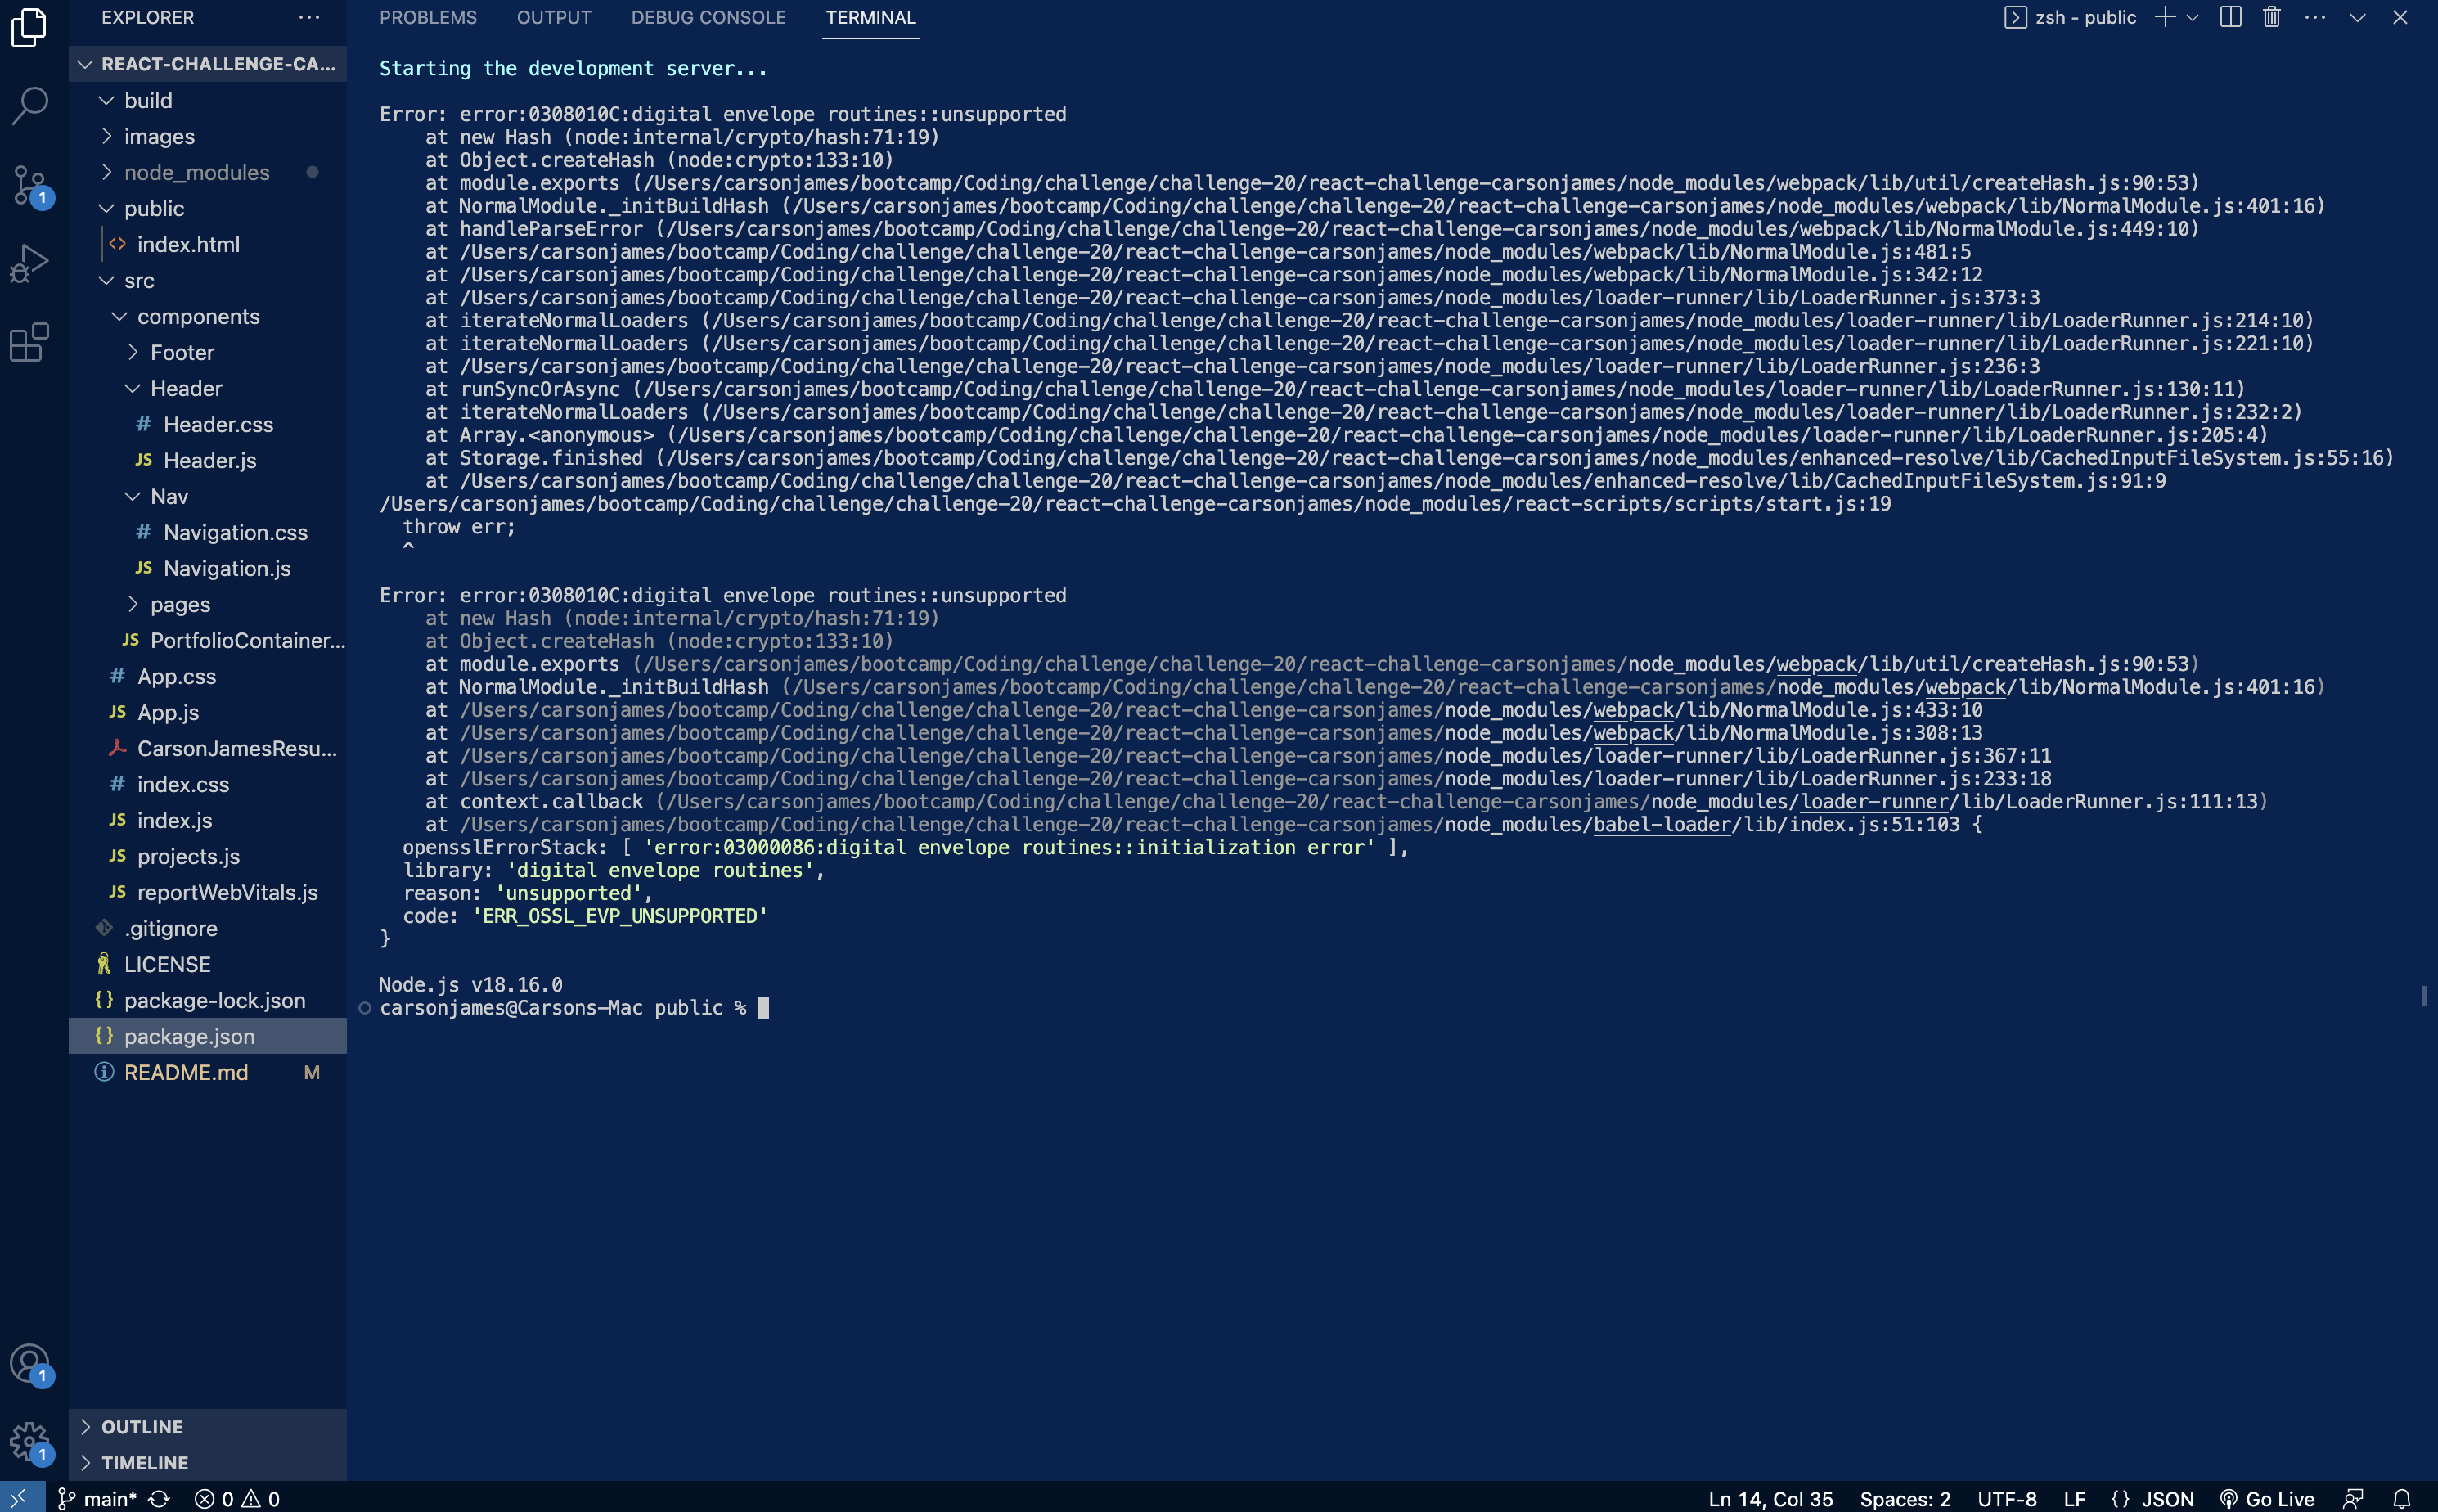 EXPLORER
REACT-CHALLENGE-CA...
build
images
node_modules
public
index.html
src
components
Footer
Header
Header.css
Header.js
Nav
Navigation.css
Navigation.js
pages
PortfolioContainer...
App.css
App.js
CarsonJamesResu...
index.css
index.js
projects.js
reportWebVitals.js
.gitignore
LICENSE
package-lock.json
package.json
README.md M
OUTLINE
TIMELINE
PROBLEMS OUTPUT DEBUG CONSOLE TERMINAL zsh - public
Starting the development server...
Error: error:0308010C:digital envelope routines::unsupported
at new Hash (node:internal/crypto/hash:71:19)
at Object.createHash (node:crypto:133:10)
at module.exports (/Users/carsonjames/bootcamp/Coding/challenge/challenge-20/react-challenge-carsonjames/node_modules/webpack/lib/util/createHash.js:90:53)
at NormalModule._initBuildHash (/Users/carsonjames/bootcamp/Coding/challenge/challenge-20/react-challenge-carsonjames/node_modules/webpack/lib/NormalModule.js:401:16)
at handleParseError (/Users/carsonjames/bootcamp/Coding/challenge/challenge-20/react-challenge-carsonjames/node_modules/webpack/lib/NormalModule.js:449:10)
at /Users/carsonjames/bootcamp/Coding/challenge/challenge-20/react-challenge-carsonjames/node_modules/webpack/lib/NormalModule.js:481:5
at /Users/carsonjames/bootcamp/Coding/challenge/challenge-20/react-challenge-carsonjames/node_modules/webpack/lib/NormalModule.js:342:12
at /Users/carsonjames/bootcamp/Coding/challenge/challenge-20/react-challenge-carsonjames/node_modules/loader-runner/lib/LoaderRunner.js:373:3
at iterateNormalLoaders (/Users/carsonjames/bootcamp/Coding/challenge/challenge-20/react-challenge-carsonjames/node_modules/loader-runner/lib/LoaderRunner.js:214:10)
at iterateNormalLoaders (/Users/carsonjames/bootcamp/Coding/challenge/challenge-20/react-challenge-carsonjames/node_modules/loader-runner/lib/LoaderRunner.js:221:10)
at /Users/carsonjames/bootcamp/Coding/challenge/challenge-20/react-challenge-carsonjames/node_modules/loader-runner/lib/LoaderRunner.js:236:3
at runSyncOrAsync (/Users/carsonjames/bootcamp/Coding/challenge/challenge-20/react-challenge-carsonjames/node_modules/loader-runner/lib/LoaderRunner.js:130:11)
at iterateNormalLoaders (/Users/carsonjames/bootcamp/Coding/challenge/challenge-20/react-challenge-carsonjames/node_modules/loader-runner/lib/LoaderRunner.js:232:2)
at Array.<anonymous> (/Users/carsonjames/bootcamp/Coding/challenge/challenge-20/react-challenge-carsonjames/node_modules/loader-runner/lib/LoaderRunner.js:205:4)
at Storage.finished (/Users/carsonjames/bootcamp/Coding/challenge/challenge-20/react-challenge-carsonjames/node_modules/enhanced-resolve/lib/CachedInputFileSystem.js:55:16)
at /Users/carsonjames/bootcamp/Coding/challenge/challenge-20/react-challenge-carsonjames/node_modules/enhanced-resolve/lib/CachedInputFileSystem.js:91:9
/Users/carsonjames/bootcamp/Coding/challenge/challenge-20/react-challenge-carsonjames/node_modules/react-scripts/scripts/start.js:19
throw err;
^
Error: error:0308010C:digital envelope routines::unsupported
at new Hash (node:internal/crypto/hash:71:19)
at Object.createHash (node:crypto:133:10)
at module.exports (/Users/carsonjames/bootcamp/Coding/challenge/challenge-20/react-challenge-carsonjames/node_modules/webpack/lib/util/createHash.js:90:53)
at NormalModule._initBuildHash (/Users/carsonjames/bootcamp/Coding/challenge/challenge-20/react-challenge-carsonjames/node_modules/webpack/lib/NormalModule.js:401:16)
at /Users/carsonjames/bootcamp/Coding/challenge/challenge-20/react-challenge-carsonjames/node_modules/webpack/lib/NormalModule.js:433:10
at /Users/carsonjames/bootcamp/Coding/challenge/challenge-20/react-challenge-carsonjames/node_modules/webpack/lib/NormalModule.js:308:13
at /Users/carsonjames/bootcamp/Coding/challenge/challenge-20/react-challenge-carsonjames/node_modules/loader-runner/lib/LoaderRunner.js:367:11
at /Users/carsonjames/bootcamp/Coding/challenge/challenge-20/react-challenge-carsonjames/node_modules/loader-runner/lib/LoaderRunner.js:233:18
at context.callback (/Users/carsonjames/bootcamp/Coding/challenge/challenge-20/react-challenge-carsonjames/node_modules/loader-runner/lib/LoaderRunner.js:111:13)
at /Users/carsonjames/bootcamp/Coding/challenge/challenge-20/react-challenge-carsonjames/node_modules/babel-loader/lib/index.js:51:103 {
opensslErrorStack: [ 'error:03000086:digital envelope routines::initialization error' ],
library: 'digital envelope routines',
reason: 'unsupported',
code: 'ERR_OSSL_EVP_UNSUPPORTED'
}
Node.js v18.16.0
carsonjames@Carsons-Mac public %
main* 0 0 Ln 14, Col 35 Spaces: 2 UTF-8 LF {} JSON Go Live